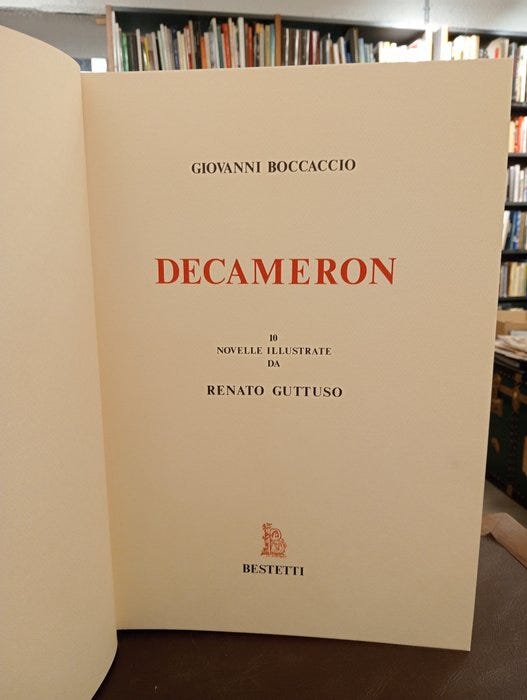 GIOVANNI BOCCACCIO
DECAMERON
10
NOVELLE ILLUSTRATE
DA
RENATO GUTTUSO
BESTETTI